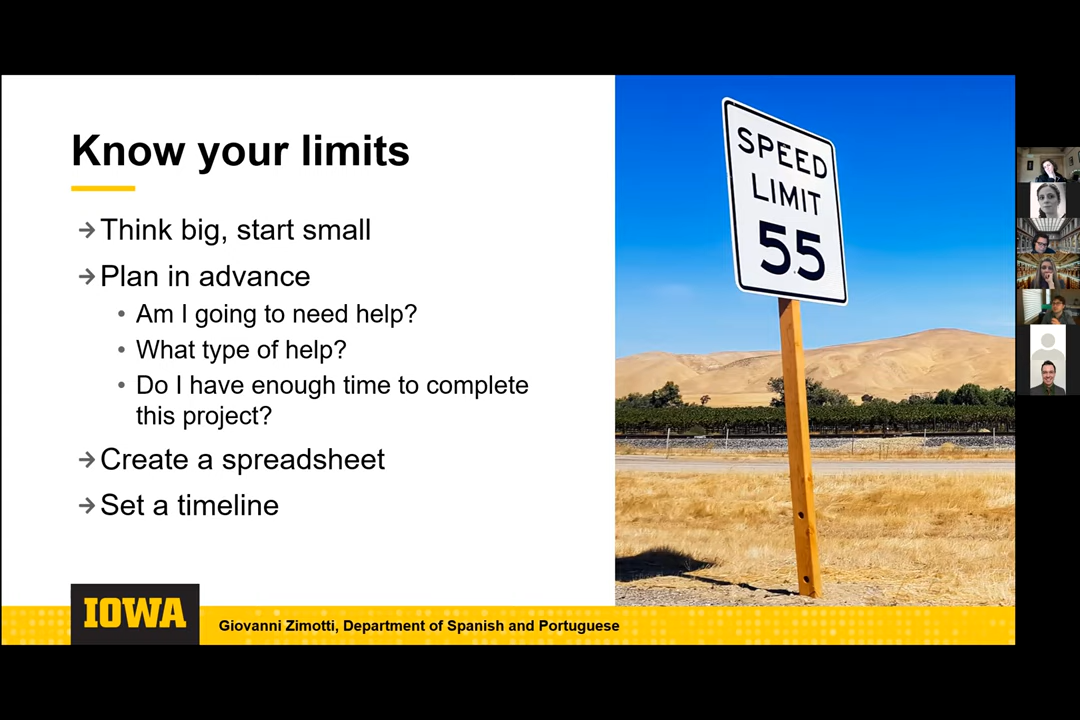 Know your limits
→Think big, start small
→Plan in advance
• Am I going to need help?
• What type of help?
• Do I have enough time to complete
this project?
→Create a spreadsheet
→Set a timeline
SPEED
LIMIT
55
IOWA
Giovanni Zimotti, Department of Spanish and Portuguese